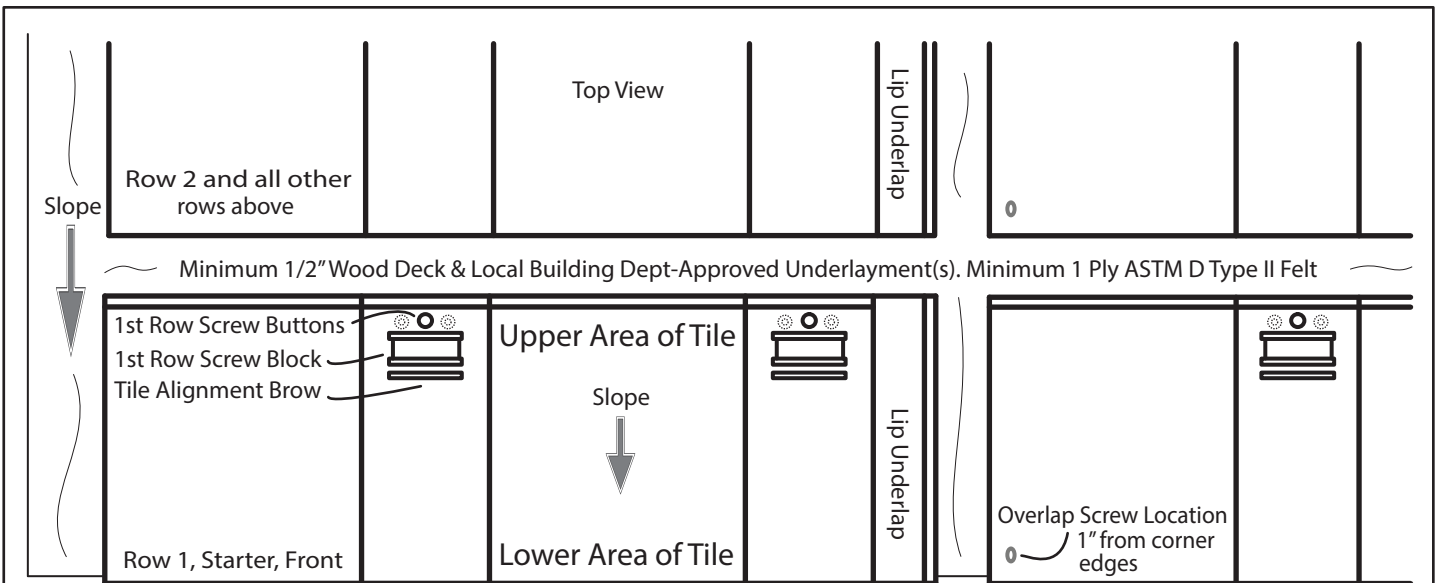 Top View
Lip Underlap
Row 2 and all other
rows above
Slope
Minimum 1/2" Wood Deck & Local Building Dept-Approved Underlayment(s). Minimum 1 Ply ASTM D Type II Felt
1st Row Screw Buttons
1st Row Screw Block
Tile Alignment Brow
Upper Area of Tile
Slope
Lip Underlap
Overlap Screw Location
1" from corner
edges
Row 1, Starter, Front
Lower Area of Tile